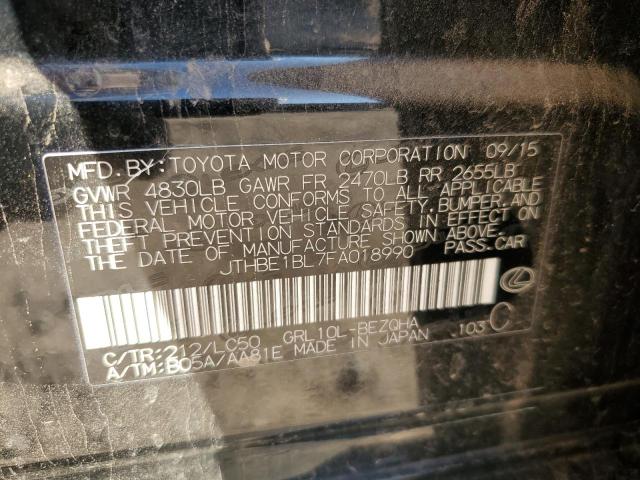 MFD. BY: TOYOTA MOTOR CORPORATION 09/15
GVWR 4830LB GAWR FR 2470LB RR 2655LB
THIS VEHICLE CONFORMS TO ALL APPLICABLE
FEDERAL MOTOR VEHICLE SAFETY, BUMPER, AND
THEFT PREVENTION STANDARDS IN EFFECT ON
THE DATE OF MANUFACTURE SHOWN ABOVE.
JTHBE1BL7FA018990 PASS-CAR
C/TR: 212/LC50 GRL10L-BEZQHA .103 C
A/TM: B05A/7AA81E MADE IN JAPAN